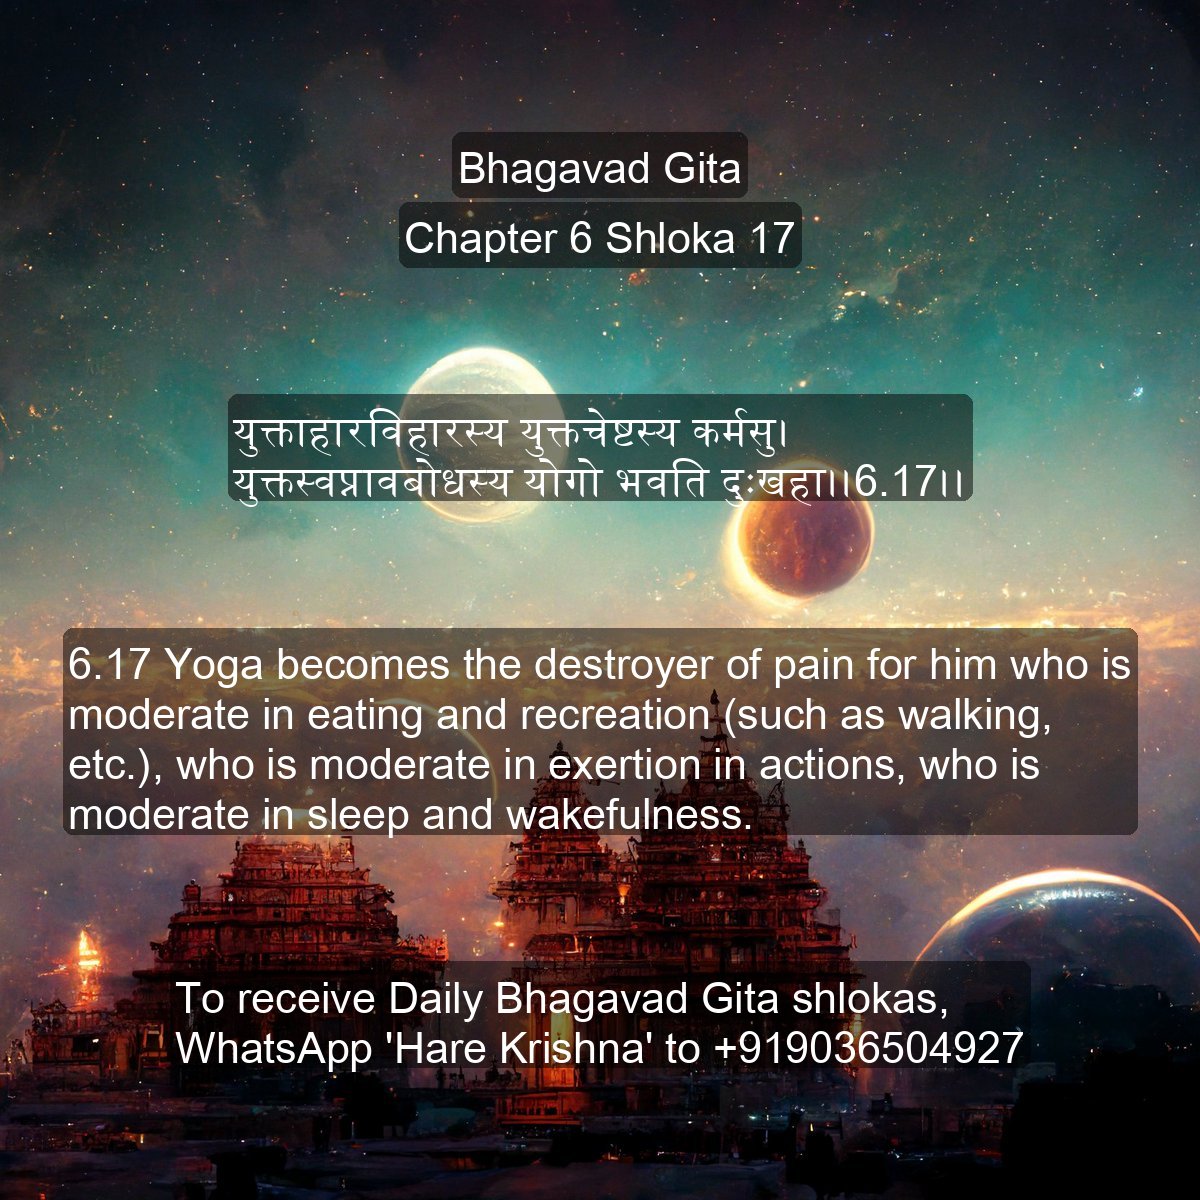 Bhagavad Gita
Chapter 6 Shloka 17
युक्ताहारविहारस्य युक्तचेष्टस्य कर्मसु।
युक्तस्वप्नावबोधस्य योगो भवति दुःखहा।।6.17।।
6.17 Yoga becomes the destroyer of pain for him who is
moderate in eating and recreation (such as walking,
etc.), who is moderate in exertion in actions, who is
moderate in sleep and wakefulness.
To receive Daily Bhagavad Gita shlokas,
WhatsApp 'Hare Krishna' to +919036504927